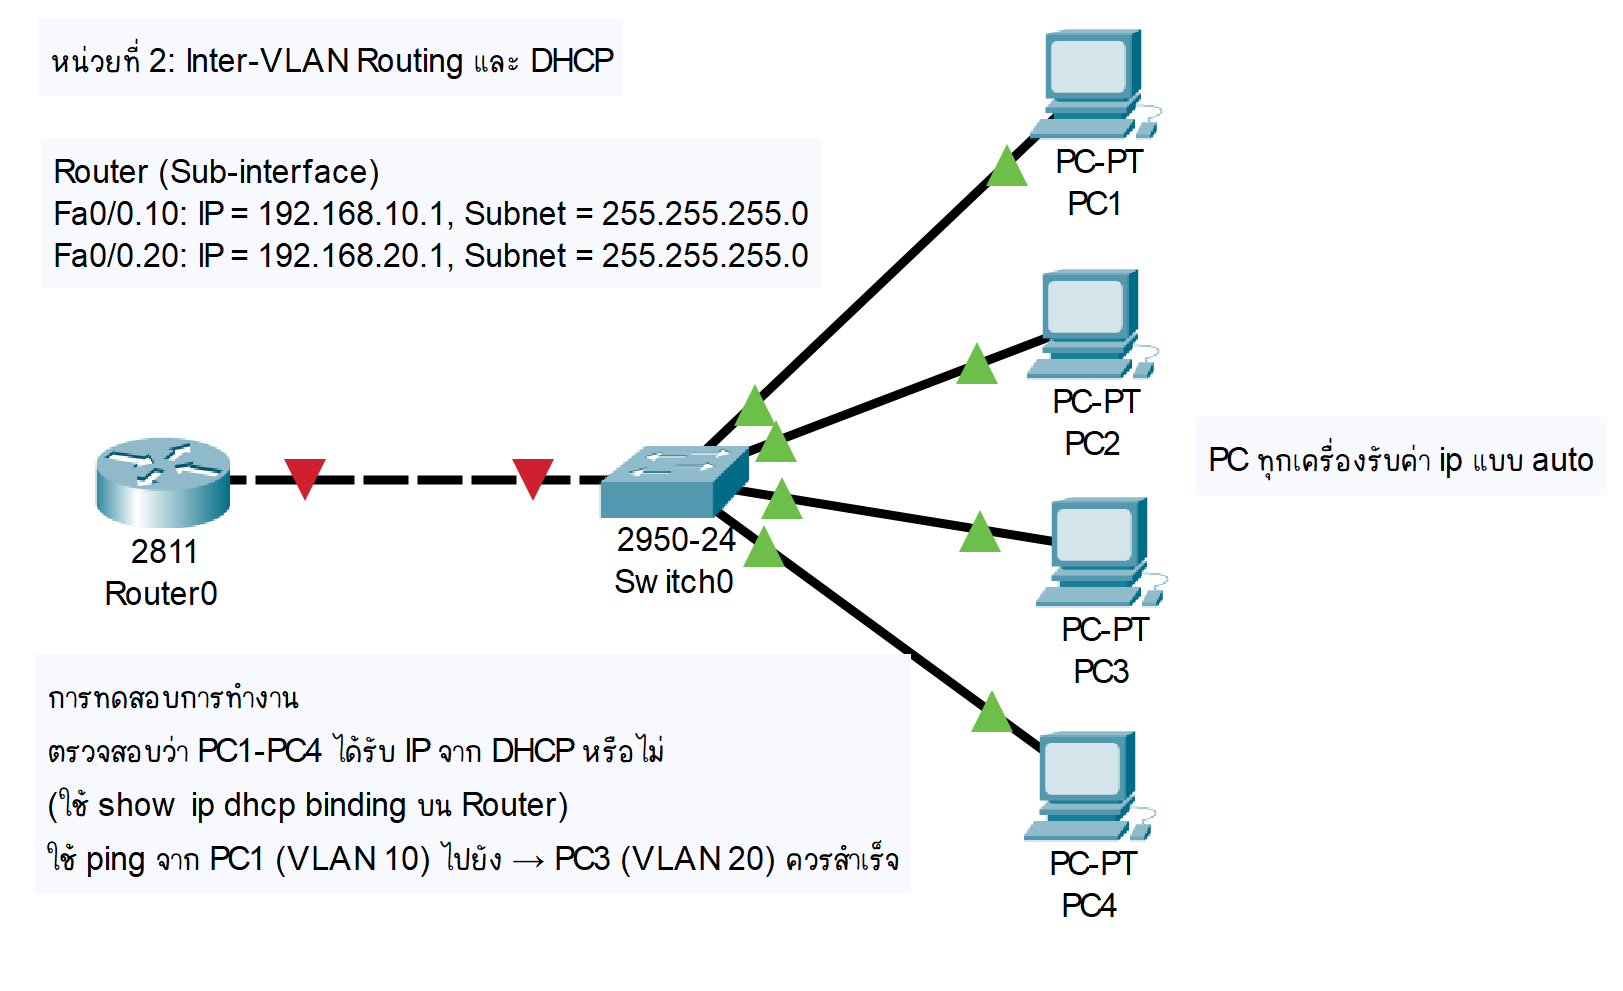 หน่วยที่ 2: Inter-VLAN Routing และ DHCP
Router (Sub-interface)
Fa0/0.10: IP = 192.168.10.1, Subnet = 255.255.255.0
Fa0/0.20: IP = 192.168.20.1, Subnet = 255.255.255.0
PC-PT
PC1
PC-PT
PC2
PC ทุกเครื่องรับค่า ip แบบ auto
2811
Router0
2950-24
Switch0
PC-PT
PC3
การทดสอบการทำงาน
ตรวจสอบว่า PC1-PC4 ได้รับ IP จาก DHCP หรือไม่
(ใช้ show ip dhcp binding บน Router)
ใช้ ping จาก PC1 (VLAN 10) ไปยัง → PC3 (VLAN 20) ควรสำเร็จ
PC-PT
PC4